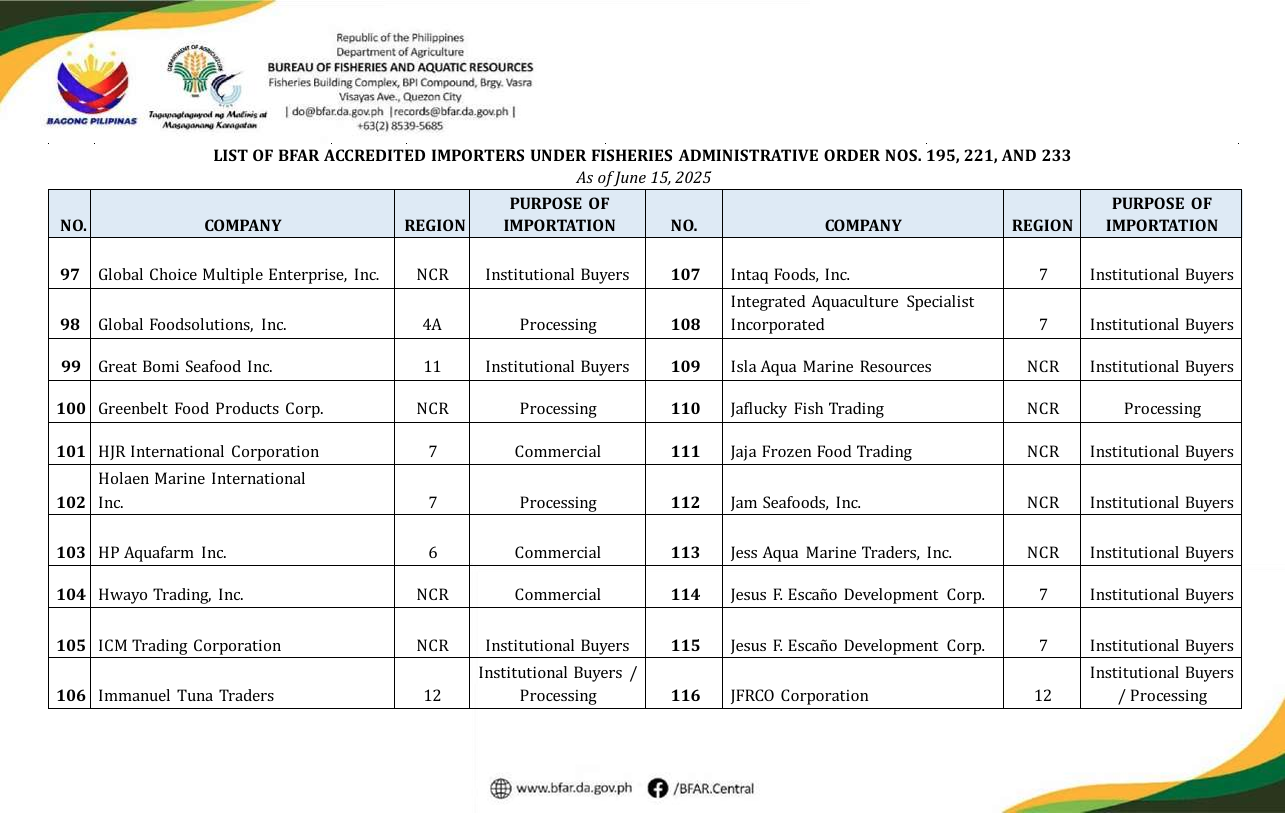 Republic of the Philippines
Department of Agriculture
BUREAU OF FISHERIES AND AQUATIC RESOURCES
Fisheries Building Complex, BPI Compound, Brgy. Vasra
Visayas Ave., Quezon City
| do@bfar.da.gov.ph |records@bfar.da.gov.ph |
+63(2) 8539-5685
BAGONG PILIPINAS
DEPARTMENT OF AGRICULTURE
Tagapagtaguyod ng Malinis at
Masaganang Karagatan
LIST OF BFAR ACCREDITED IMPORTERS UNDER FISHERIES ADMINISTRATIVE ORDER NOS. 195, 221, AND 233
As of June 15, 2025
NO. COMPANY REGION PURPOSE OF IMPORTATION NO. COMPANY REGION PURPOSE OF IMPORTATION
97 Global Choice Multiple Enterprise, Inc. NCR Institutional Buyers 107 Intaq Foods, Inc. 7 Institutional Buyers
98 Global Foodsolutions, Inc. 4A Processing 108 Integrated Aquaculture Specialist Incorporated 7 Institutional Buyers
99 Great Bomi Seafood Inc. 11 Institutional Buyers 109 Isla Aqua Marine Resources NCR Institutional Buyers
100 Greenbelt Food Products Corp. NCR Processing 110 Jaflucky Fish Trading NCR Processing
101 HJR International Corporation 7 Commercial 111 Jaja Frozen Food Trading NCR Institutional Buyers
102 Holaen Marine International Inc. 7 Processing 112 Jam Seafoods, Inc. NCR Institutional Buyers
103 HP Aquafarm Inc. 6 Commercial 113 Jess Aqua Marine Traders, Inc. NCR Institutional Buyers
104 Hwayo Trading, Inc. NCR Commercial 114 Jesus F. Escaño Development Corp. 7 Institutional Buyers
105 ICM Trading Corporation NCR Institutional Buyers 115 Jesus F. Escaño Development Corp. 7 Institutional Buyers
106 Immanuel Tuna Traders 12 Institutional Buyers / Processing 116 JFRCO Corporation 12 Institutional Buyers / Processing
www.bfar.da.gov.ph /BFAR.Central